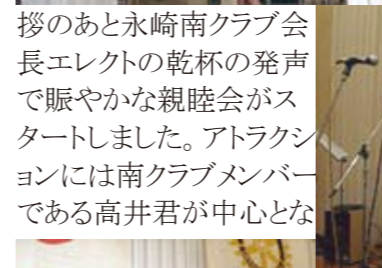 拶のあと永崎南クラブ会
長エレクトの乾杯の発声
で賑やかな親睦会がス
タートしました。アトラクシ
ョンには南クラブメンバー
である高井君が中心とな